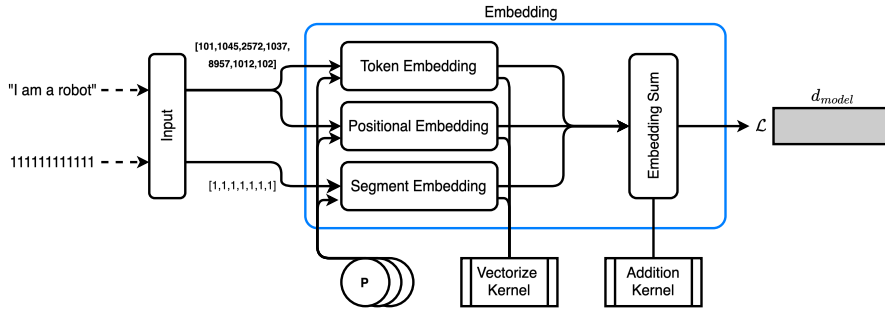 Embedding
[101,1045,2572,1037,
8957,1012,102]
"I am a robot"
111111111111
Input
[1,1,1,1,1,1,1]
Token Embedding
Positional Embedding
Segment Embedding
Embedding Sum
ℒ
d_model
P
Vectorize
Kernel
Addition
Kernel